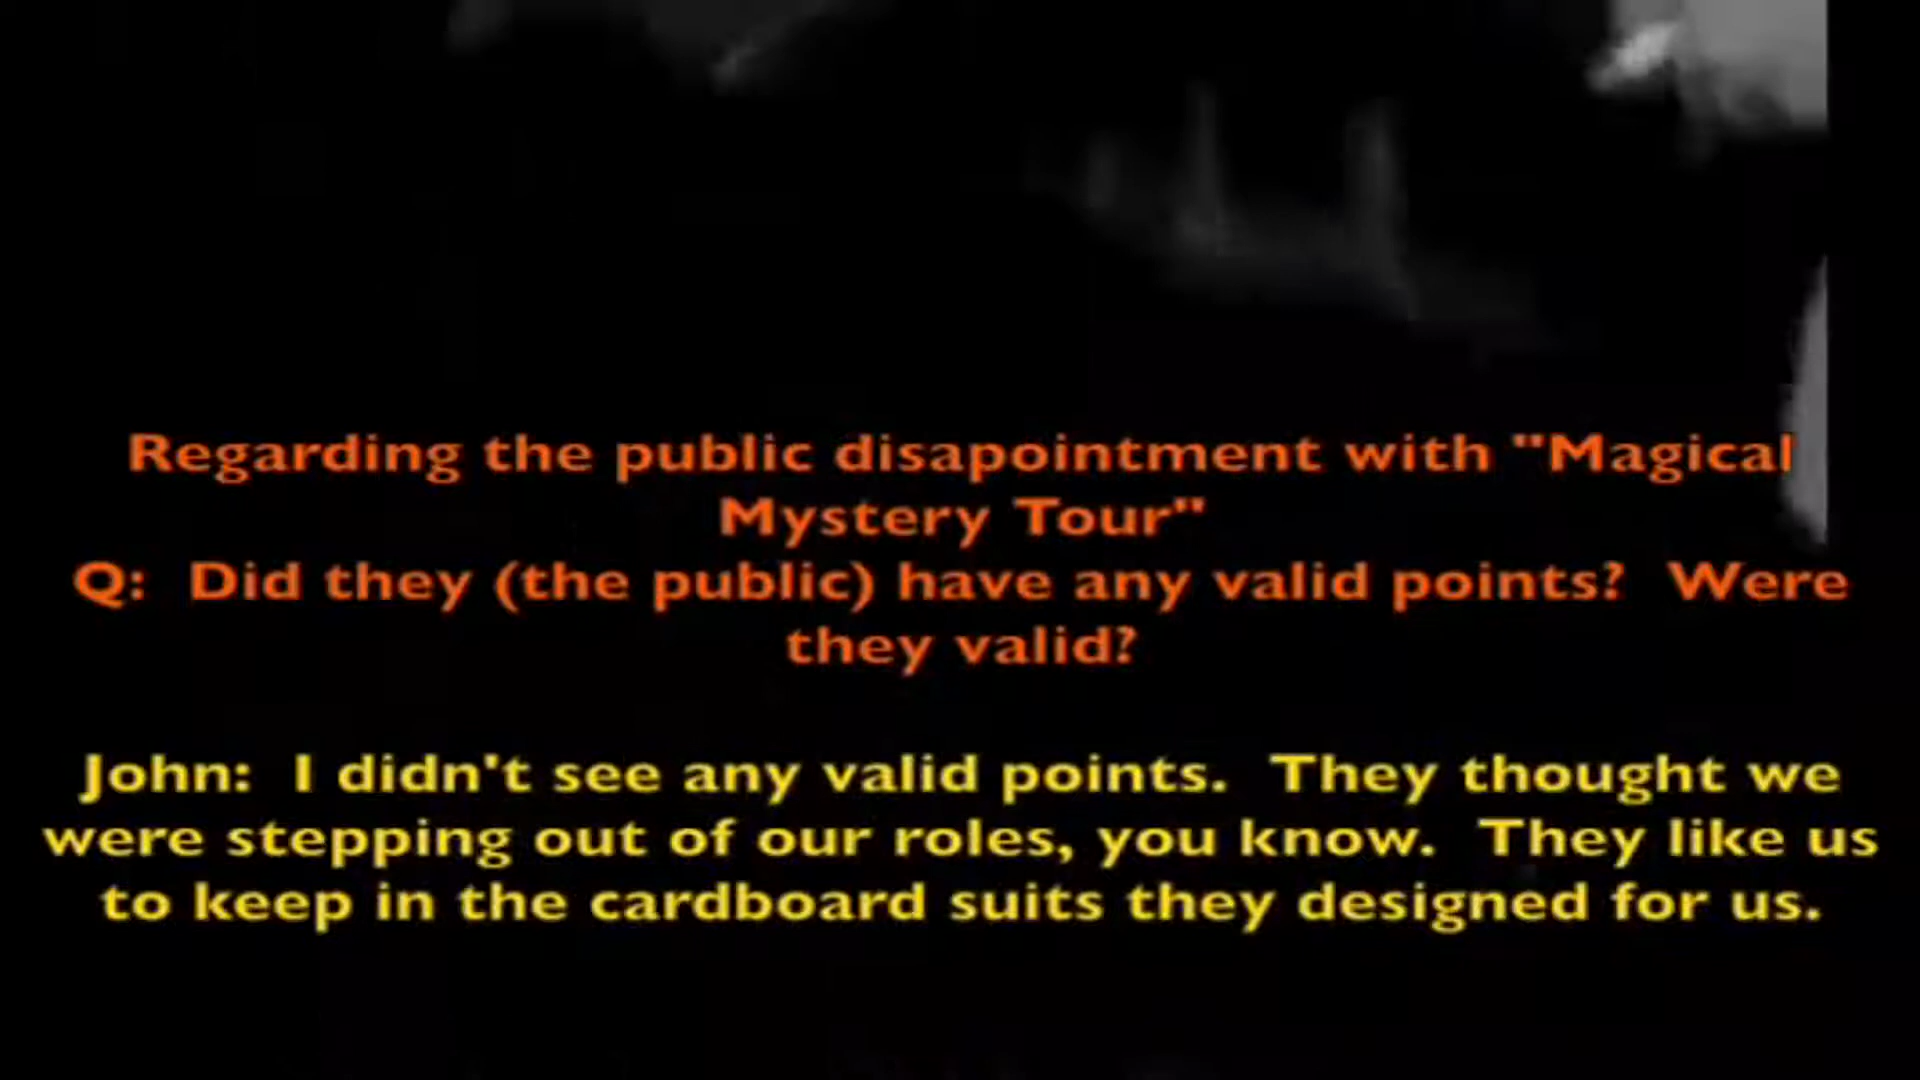 Regarding the public disapointment with "Magical
Mystery Tour"
Q:  Did they (the public) have any valid points?  Were
they valid?
John:  I didn't see any valid points.  They thought we
were stepping out of our roles, you know.  They like us
to keep in the cardboard suits they designed for us.